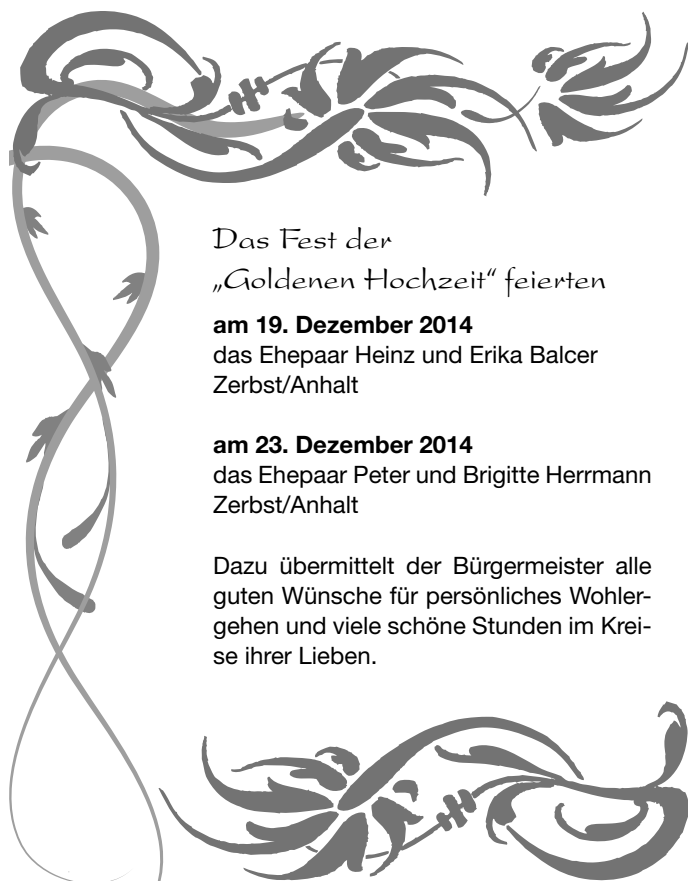 Das Fest der
„Goldenen Hochzeit“ feierten
am 19. Dezember 2014
das Ehepaar Heinz und Erika Balcer
Zerbst/Anhalt
am 23. Dezember 2014
das Ehepaar Peter und Brigitte Herrmann
Zerbst/Anhalt
Dazu übermittelt der Bürgermeister alle
guten Wünsche für persönliches Wohler-
gehen und viele schöne Stunden im Krei-
se ihrer Lieben.